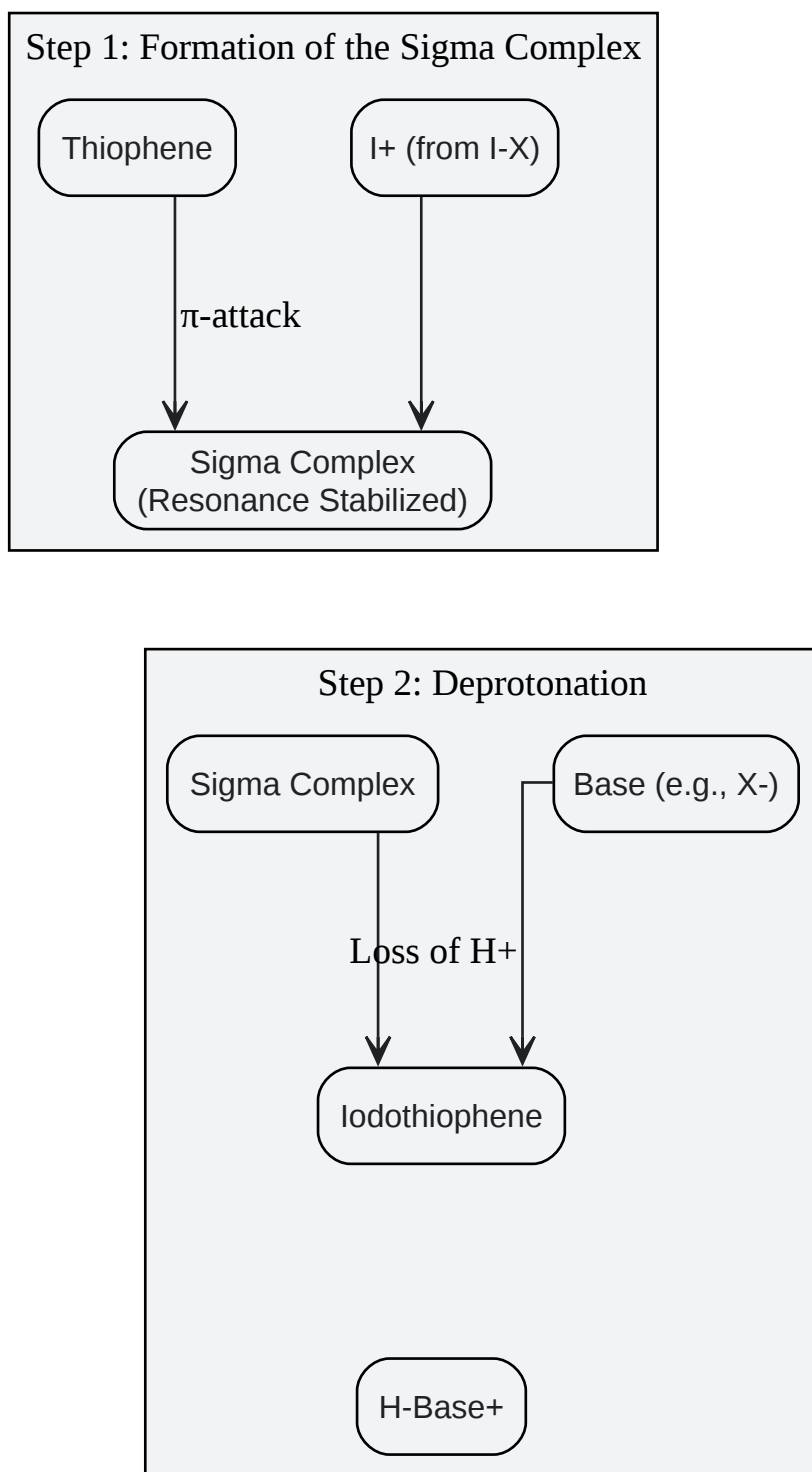 Step 1: Formation of the Sigma Complex
Thiophene
I+ (from I-X)
π-attack
Sigma Complex
(Resonance Stabilized)
Step 2: Deprotonation
Sigma Complex
Base (e.g., X-)
Loss of H+
Iodothiophene
H-Base+